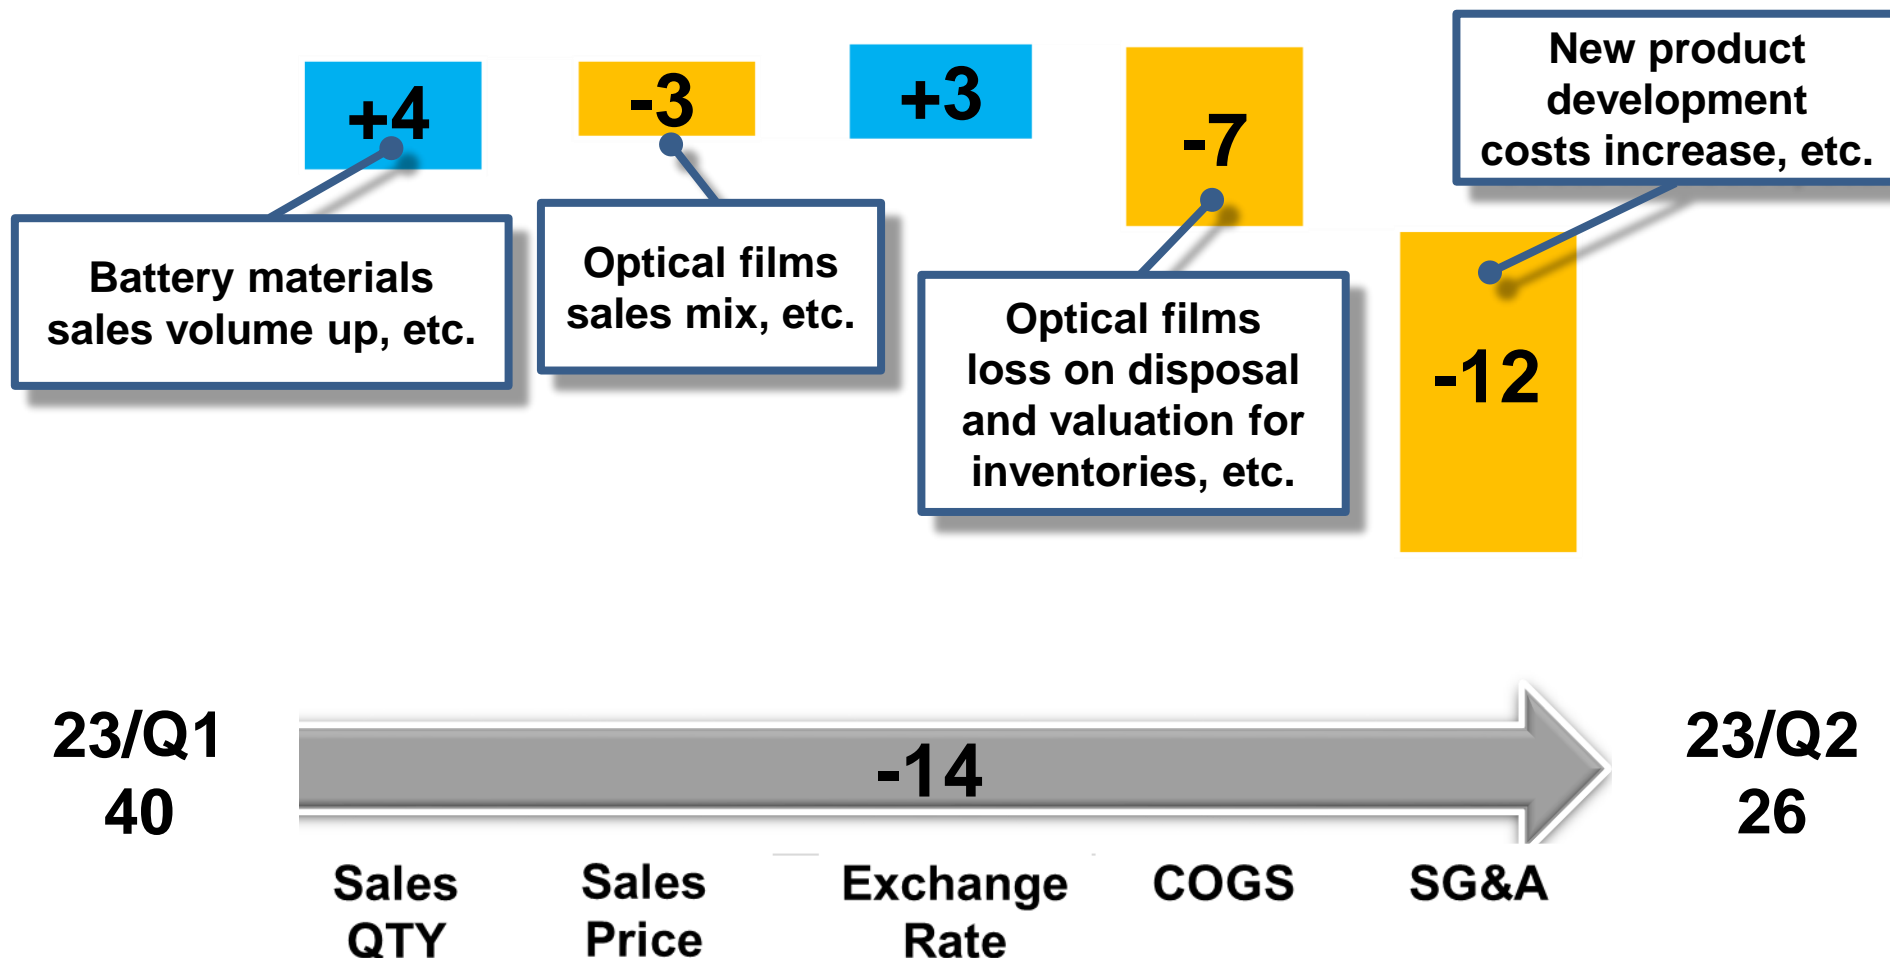 +4
-3
+3
-7
-12
New product
development
costs increase, etc.
Battery materials
sales volume up, etc.
Optical films
sales mix, etc.
Optical films
loss on disposal
and valuation for
inventories, etc.
23/Q1
40
-14
23/Q2
26
Sales
QTY
Sales
Price
Exchange
Rate
COGS
SG&A